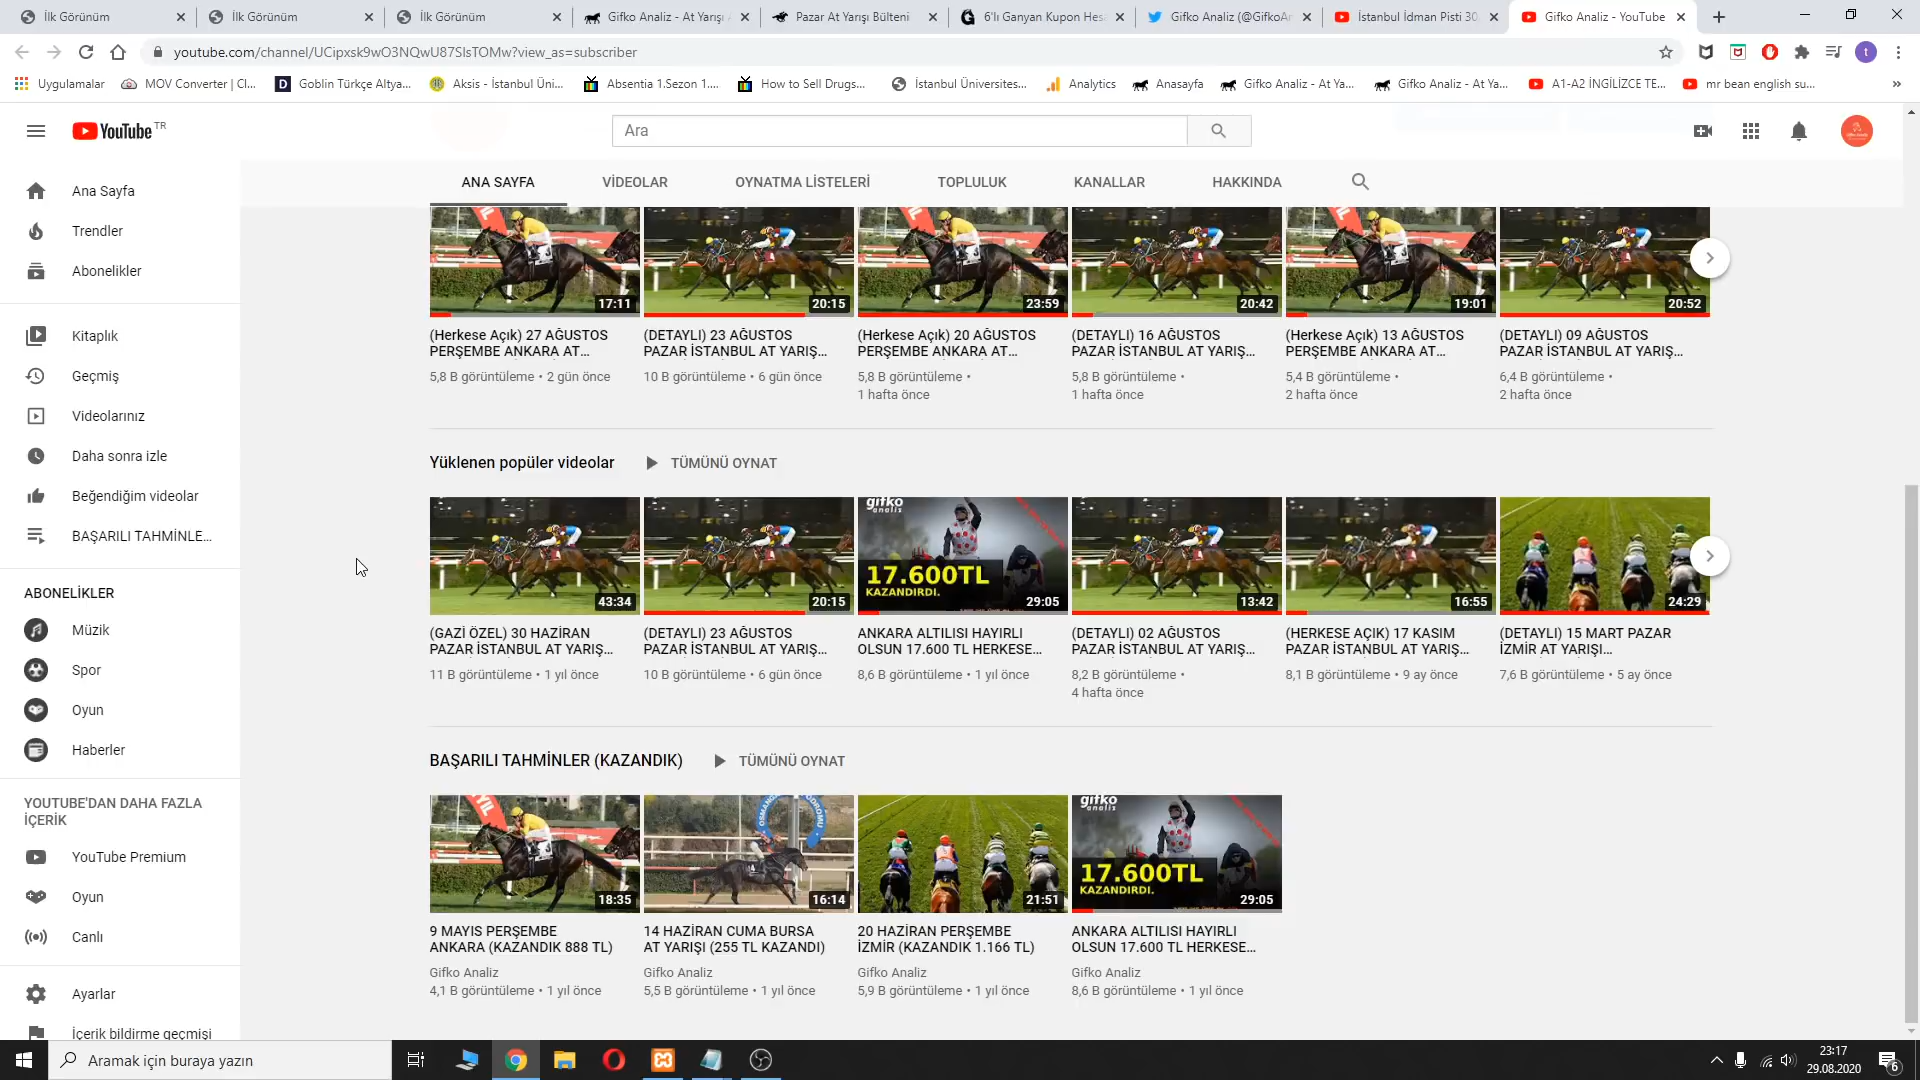 İlk Görünüm
İlk Görünüm
İlk Görünüm
Gifko Analiz - At Yarışı
Pazar At Yarışı Bülteni
6'lı Ganyan Kupon Hes
Gifko Analiz (@GifkoAn
İstanbul İdman Pisti 30
Gifko Analiz - YouTube
youtube.com/channel/UCipxsk9wO3NQwU87SlsTOMw?view_as=subscriber
t
Uygulamalar
MOV Converter | Cl...
Goblin Türkçe Altya...
Aksis - İstanbul Üni...
Absentia 1.Sezon 1....
How to Sell Drugs...
İstanbul Üniversites...
Analytics
Anasayfa
Gifko Analiz - At Ya...
Gifko Analiz - At Ya...
A1-A2 İNGİLİZCE TE...
mr bean english su...
YouTube TR
Ara
ANA SAYFA
VİDEOLAR
OYNATMA LİSTELERİ
TOPLULUK
KANALLAR
HAKKINDA
Ana Sayfa
Trendler
Abonelikler
Kitaplık
Geçmiş
Videolarınız
Daha sonra izle
Beğendiğim videolar
BAŞARILI TAHMİNLE...
ABONELİKLER
Müzik
Spor
Oyun
Haberler
YOUTUBE'DAN DAHA FAZLA
İÇERİK
YouTube Premium
Oyun
Canlı
Ayarlar
İçerik bildirme geçmişi
17:11
(Herkese Açık) 27 AĞUSTOS
PERŞEMBE ANKARA AT...
5,8 B görüntüleme • 2 gün önce
20:15
(DETAYLI) 23 AĞUSTOS
PAZAR İSTANBUL AT YARIŞ...
10 B görüntüleme • 6 gün önce
23:59
(Herkese Açık) 20 AĞUSTOS
PERŞEMBE ANKARA AT...
5,8 B görüntüleme •
1 hafta önce
20:42
(DETAYLI) 16 AĞUSTOS
PAZAR İSTANBUL AT YARIŞ...
5,8 B görüntüleme •
1 hafta önce
19:01
(Herkese Açık) 13 AĞUSTOS
PERŞEMBE ANKARA AT...
5,4 B görüntüleme •
2 hafta önce
20:52
(DETAYLI) 09 AĞUSTOS
PAZAR İSTANBUL AT YARIŞ...
6,4 B görüntüleme •
2 hafta önce
Yüklenen popüler videolar
TÜMÜNÜ OYNAT
43:34
(GAZİ ÖZEL) 30 HAZİRAN
PAZAR İSTANBUL AT YARIŞ...
11 B görüntüleme • 1 yıl önce
20:15
(DETAYLI) 23 AĞUSTOS
PAZAR İSTANBUL AT YARIŞ...
10 B görüntüleme • 6 gün önce
gifko
analiz
17.600TL
KAZANDIRDI.
29:05
ANKARA ALTILISI HAYIRLI
OLSUN 17.600 TL HERKESE...
8,6 B görüntüleme • 1 yıl önce
13:42
(DETAYLI) 02 AĞUSTOS
PAZAR İSTANBUL AT YARIŞ...
8,2 B görüntüleme •
4 hafta önce
16:55
(HERKESE AÇIK) 17 KASIM
PAZAR İSTANBUL AT YARIŞ...
8,1 B görüntüleme • 9 ay önce
24:29
(DETAYLI) 15 MART PAZAR
İZMİR AT YARIŞI...
7,6 B görüntüleme • 5 ay önce
BAŞARILI TAHMİNLER (KAZANDIK)
TÜMÜNÜ OYNAT
18:35
9 MAYIS PERŞEMBE
ANKARA (KAZANDIK 888 TL)
Gifko Analiz
4,1 B görüntüleme • 1 yıl önce
16:14
14 HAZİRAN CUMA BURSA
AT YARIŞI (255 TL KAZANDI)
Gifko Analiz
5,5 B görüntüleme • 1 yıl önce
21:51
20 HAZİRAN PERŞEMBE
İZMİR (KAZANDIK 1.166 TL)
Gifko Analiz
5,9 B görüntüleme • 1 yıl önce
gifko
analiz
17.600TL
KAZANDIRDI.
29:05
ANKARA ALTILISI HAYIRLI
OLSUN 17.600 TL HERKESE...
Gifko Analiz
8,6 B görüntüleme • 1 yıl önce
Aramak için buraya yazın
23:17
29.08.2020
6